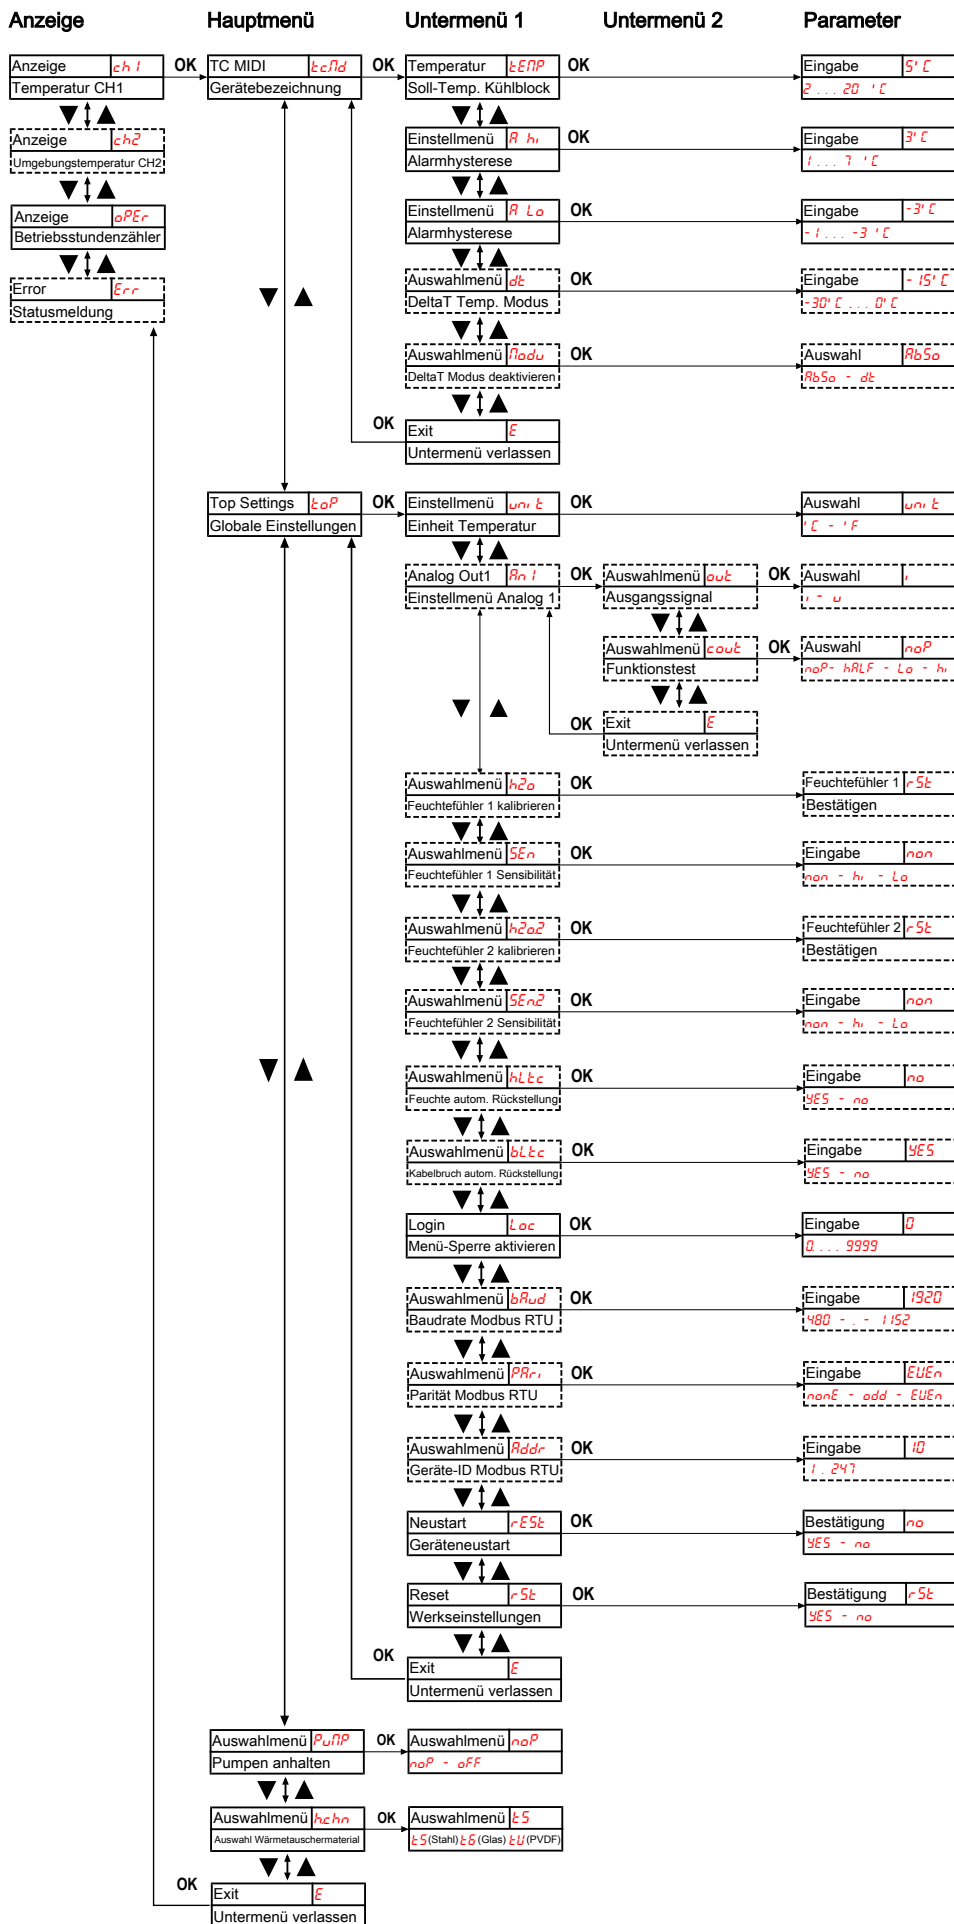 Anzeige Hauptmenü Untermenü 1 Untermenü 2 Parameter
Anzeige ch1 OK TC MIDI tc.Md OK Temperatur tEMP OK Eingabe 5°C
Temperatur CH1 Gerätebezeichnung Soll-Temp. Kühlblock 2 ... 20 °C
Anzeige ch2 Einstellmenü A hi OK Eingabe 3°C
Umgebungstemperatur CH2 Alarmhysterese 1 ... 7 °C
Anzeige oPEr Einstellmenü A Lo OK Eingabe -3°C
Betriebsstundenzähler Alarmhysterese -1 ... -3 °C
Error Err Auswahlmenü dt OK Eingabe -15°C
Statusmeldung DeltaT Temp. Modus -30°C ... 0°C
Auswahlmenü Modu OK Auswahl AbSo
DeltaT Modus deaktivieren AbSo - dt
OK Exit E
Untermenü verlassen
Top Settings toP OK Einstellmenü unit OK Auswahl
Globale Einstellungen Einheit Temperatur °C - °F
Analog Out1 An1 OK Auswahlmenü out OK Auswahl i
Einstellmenü Analog 1 Ausgangssignal i - u
Auswahlmenü cout OK Auswahl noP
Funktionstest noP- hALF - Lo - hi
OK Exit E
Untermenü verlassen
Auswahlmenü h2o OK Feuchtefühler 1 rSt
Feuchtefühler 1 kalibrieren Bestätigen
Auswahlmenü SEn OK Eingabe non
Feuchtefühler 1 Sensibilität non - hi - Lo
Auswahlmenü h2o.2 OK Feuchtefühler 2 rSt
Feuchtefühler 2 kalibrieren Bestätigen
Auswahlmenü SEn.2 OK Eingabe non
Feuchtefühler 2 Sensibilität non - hi - Lo
Auswahlmenü hLtc OK Eingabe no
Feuchte autom. Rückstellung YES - no
Auswahlmenü bLtc OK Eingabe YES
Kabelbruch autom. Rückstellung YES - no
Login Loc OK Eingabe 0
Menü-Sperre aktivieren 0. ... 9999
Auswahlmenü bAud OK Eingabe 1920
Baudrate Modbus RTU 480 - . - 1152
Auswahlmenü PAri OK Eingabe EVEn
Parität Modbus RTU nonE - odd - EVEn
Auswahlmenü Addr OK Eingabe 10
Geräte-ID Modbus RTU 1 . 247
Neustart rESt OK Bestätigung no
Geräteneustart YES - no
Reset rSt OK Bestätigung rSt
Werkseinstellungen YES - no
OK Exit E
Untermenü verlassen
Auswahlmenü PuMP OK Auswahlmenü noP
Pumpen anhalten noP - oFF
Auswahlmenü h.chn OK Auswahlmenü tS
Auswahl Wärmetauschermaterial tS (Stahl) tG (Glas) tV (PVDF)
OK Exit E
Untermenü verlassen